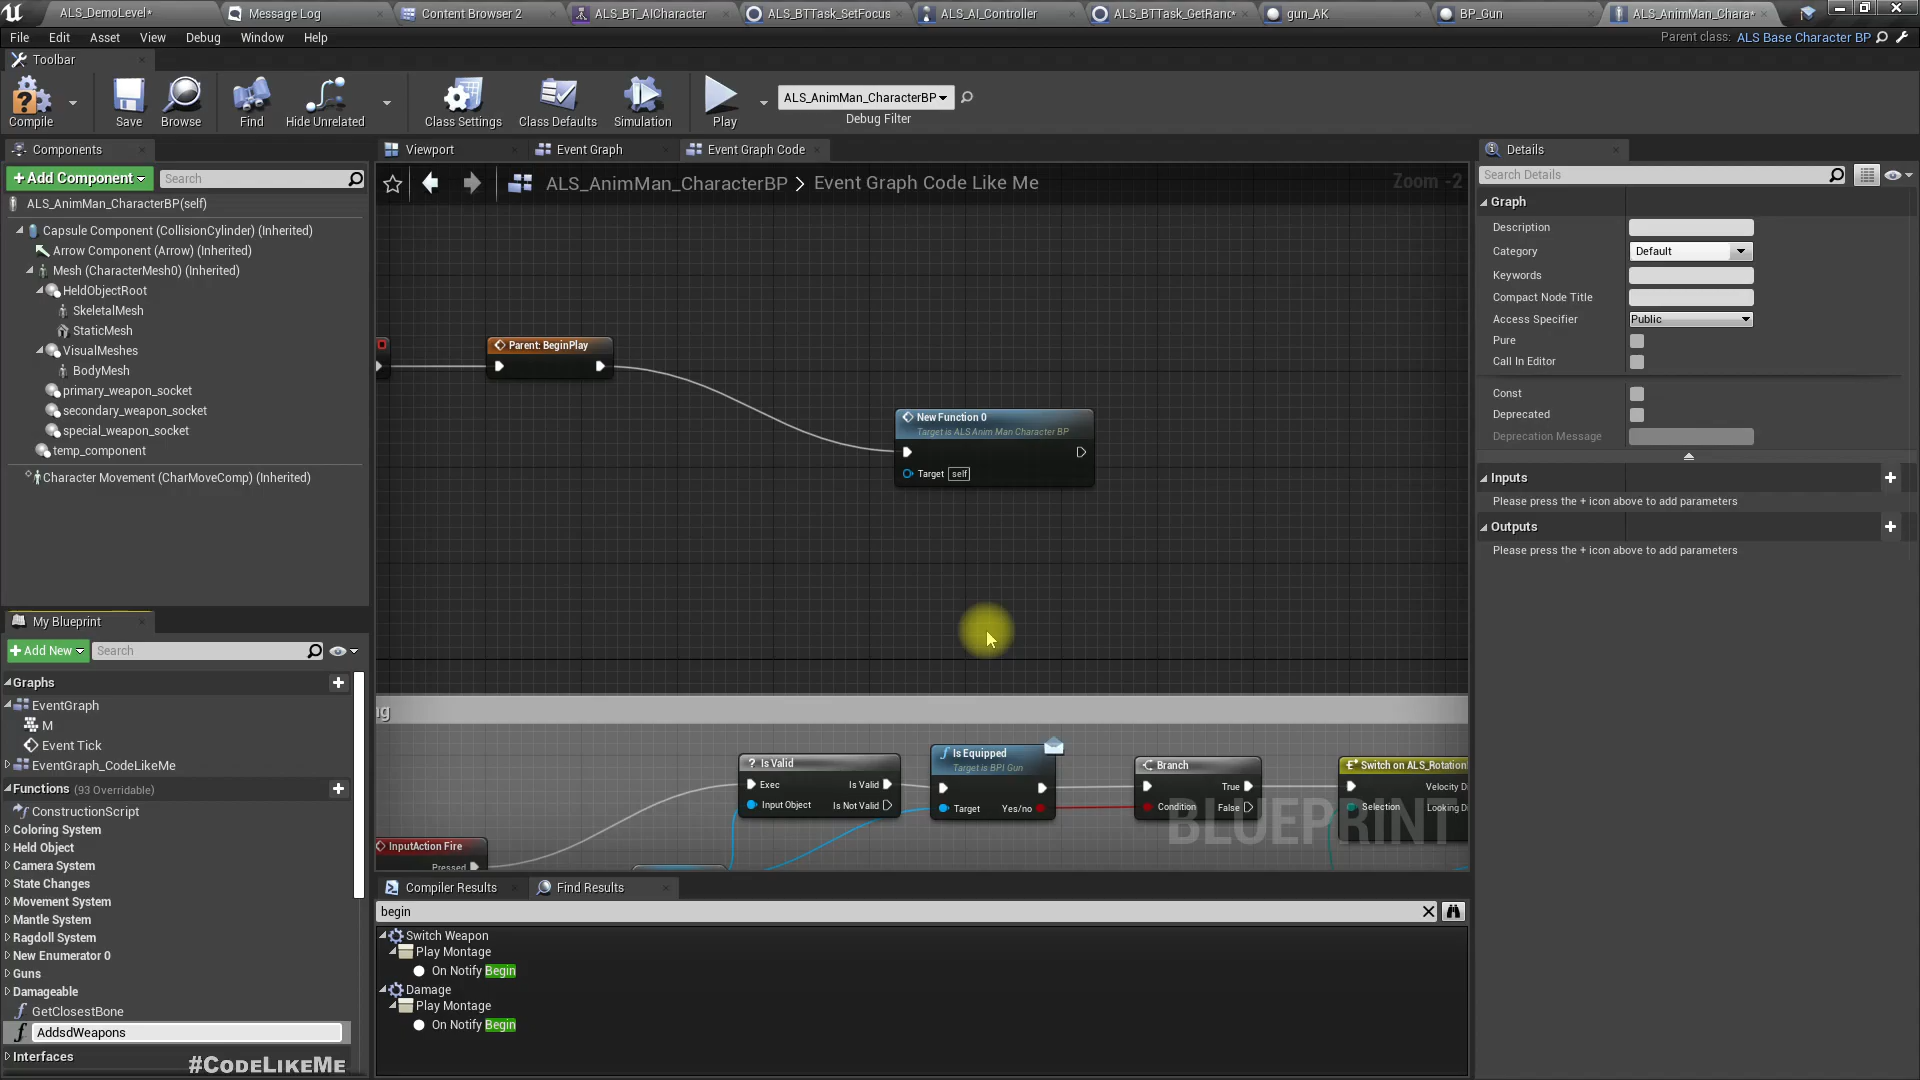 ALS_DemoLevel*
Message Log
Content Browser 2
ALS_BT_AICharacter
ALS_BTTask_SetFocus
ALS_AI_Controller
ALS_BTTask_GetRand*
gun_AK
BP_Gun
ALS_AnimMan_Chara*
File
Edit
Asset
View
Debug
Window
Help
Parent class: ALS Base Character BP
Toolbar
Compile
Save
Browse
Find
Hide Unrelated
Class Settings
Class Defaults
Simulation
Play
ALS_AnimMan_CharacterBP
Debug Filter
Components
+ Add Component
Search
ALS_AnimMan_CharacterBP(self)
Capsule Component (CollisionCylinder) (Inherited)
Arrow Component (Arrow) (Inherited)
Mesh (CharacterMesh0) (Inherited)
HeldObjectRoot
SkeletalMesh
StaticMesh
VisualMeshes
BodyMesh
primary_weapon_socket
secondary_weapon_socket
special_weapon_socket
temp_component
Character Movement (CharMoveComp) (Inherited)
My Blueprint
+ Add New
Search
Graphs
EventGraph
M
Event Tick
EventGraph_CodeLikeMe
Functions (93 Overridable)
ConstructionScript
Coloring System
Held Object
Camera System
State Changes
Movement System
Mantle System
Ragdoll System
New Enumerator 0
Guns
Damageable
GetClosestBone
AddsdWeapons
Interfaces
#CodeLikeMe
Viewport
Event Graph
Event Graph Code
ALS_AnimMan_CharacterBP > Event Graph Code Like Me
Zoom -2
Parent: BeginPlay
New Function 0
Target is ALS Anim Man Character BP
Target self
ng
Is Valid
Exec
Is Valid
Input Object
Is Not Valid
Is Equipped
Target is BPI Gun
Target
Yes/no
Branch
True
Condition
False
Switch on ALS_Rotation
Velocity D
Selection
Looking D
InputAction Fire
Pressed
BLUEPRINT
Compiler Results
Find Results
begin
Switch Weapon
Play Montage
On Notify Begin
Damage
Play Montage
On Notify Begin
Details
Search Details
Graph
Description
Category
Default
Keywords
Compact Node Title
Access Specifier
Public
Pure
Call In Editor
Const
Deprecated
Deprecation Message
Inputs
Please press the + icon above to add parameters
Outputs
Please press the + icon above to add parameters